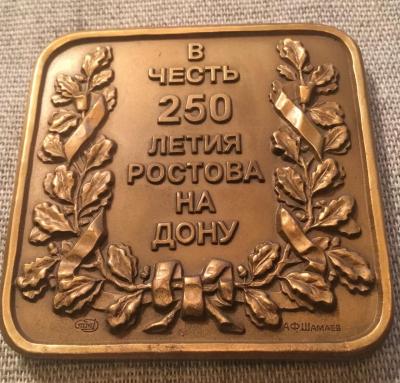 В
ЧЕСТЬ
250
ЛЕТИЯ
РОСТОВА
НА
ДОНУ
А.Ф.ШАМАЕВ